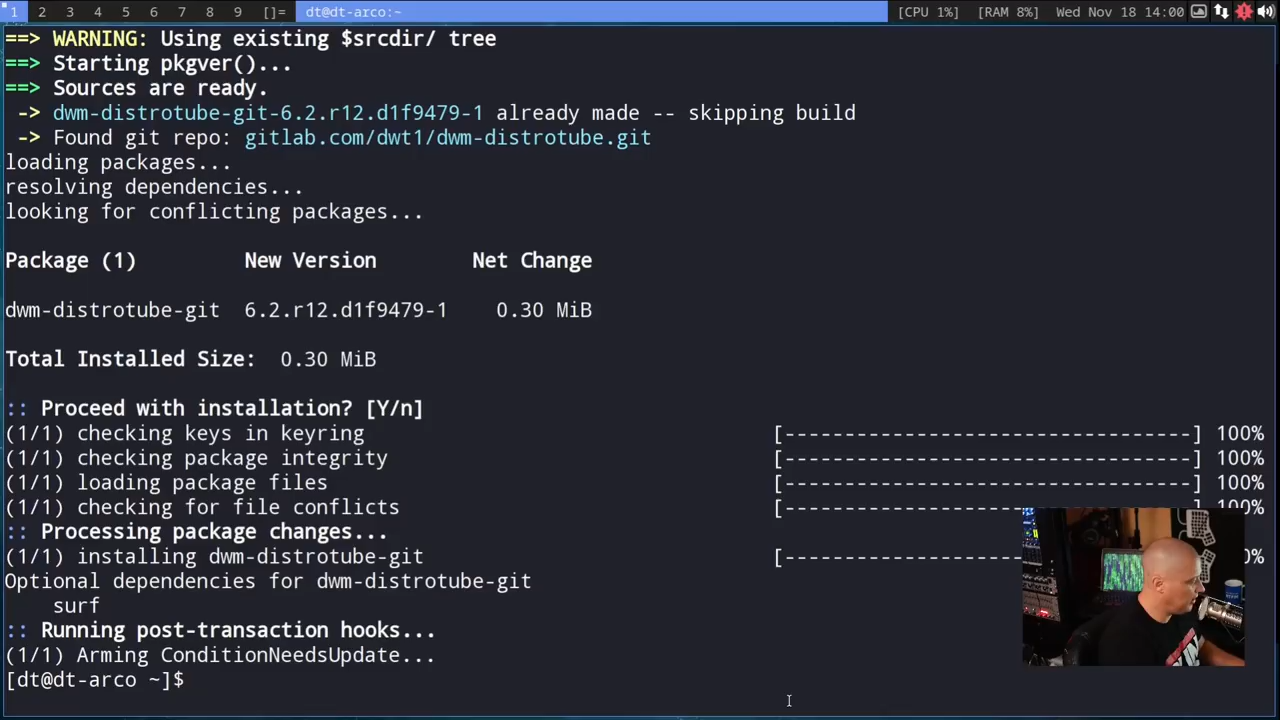 1 2 3 4 5 6 7 8 9 []= dt@dt-arco:~ [CPU 1%] [RAM 8%] Wed Nov 18 14:00
==> WARNING: Using existing $srcdir/ tree
==> Starting pkgver()...
==> Sources are ready.
-> dwm-distrotube-git-6.2.r12.d1f9479-1 already made -- skipping build
-> Found git repo: gitlab.com/dwt1/dwm-distrotube.git
loading packages...
resolving dependencies...
looking for conflicting packages...
Package (1) New Version Net Change
dwm-distrotube-git 6.2.r12.d1f9479-1 0.30 MiB
Total Installed Size: 0.30 MiB
:: Proceed with installation? [Y/n]
(1/1) checking keys in keyring [----------------------------------] 100%
(1/1) checking package integrity [----------------------------------] 100%
(1/1) loading package files [----------------------------------] 100%
(1/1) checking for file conflicts [----------------------------------] 100%
:: Processing package changes...
(1/1) installing dwm-distrotube-git [--------------------
Optional dependencies for dwm-distrotube-git
surf
:: Running post-transaction hooks...
(1/1) Arming ConditionNeedsUpdate...
[dt@dt-arco ~]$